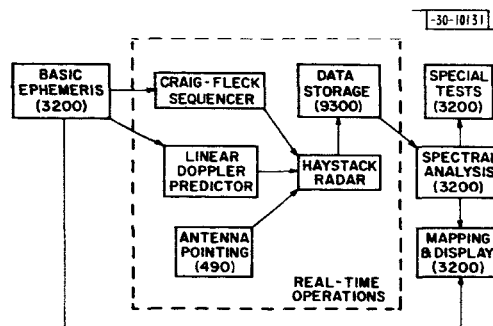 -30-10131
BASIC
EPHEMERIS
(3200)
CRAIG-FLECK
SEQUENCER
DATA
STORAGE
(9300)
SPECIAL
TESTS
(3200)
LINEAR
DOPPLER
PREDICTOR
HAYSTACK
RADAR
SPECTRAL
ANALYSIS
(3200)
ANTENNA
POINTING
(490)
MAPPING
& DISPLAY
(3200)
REAL-TIME
OPERATIONS